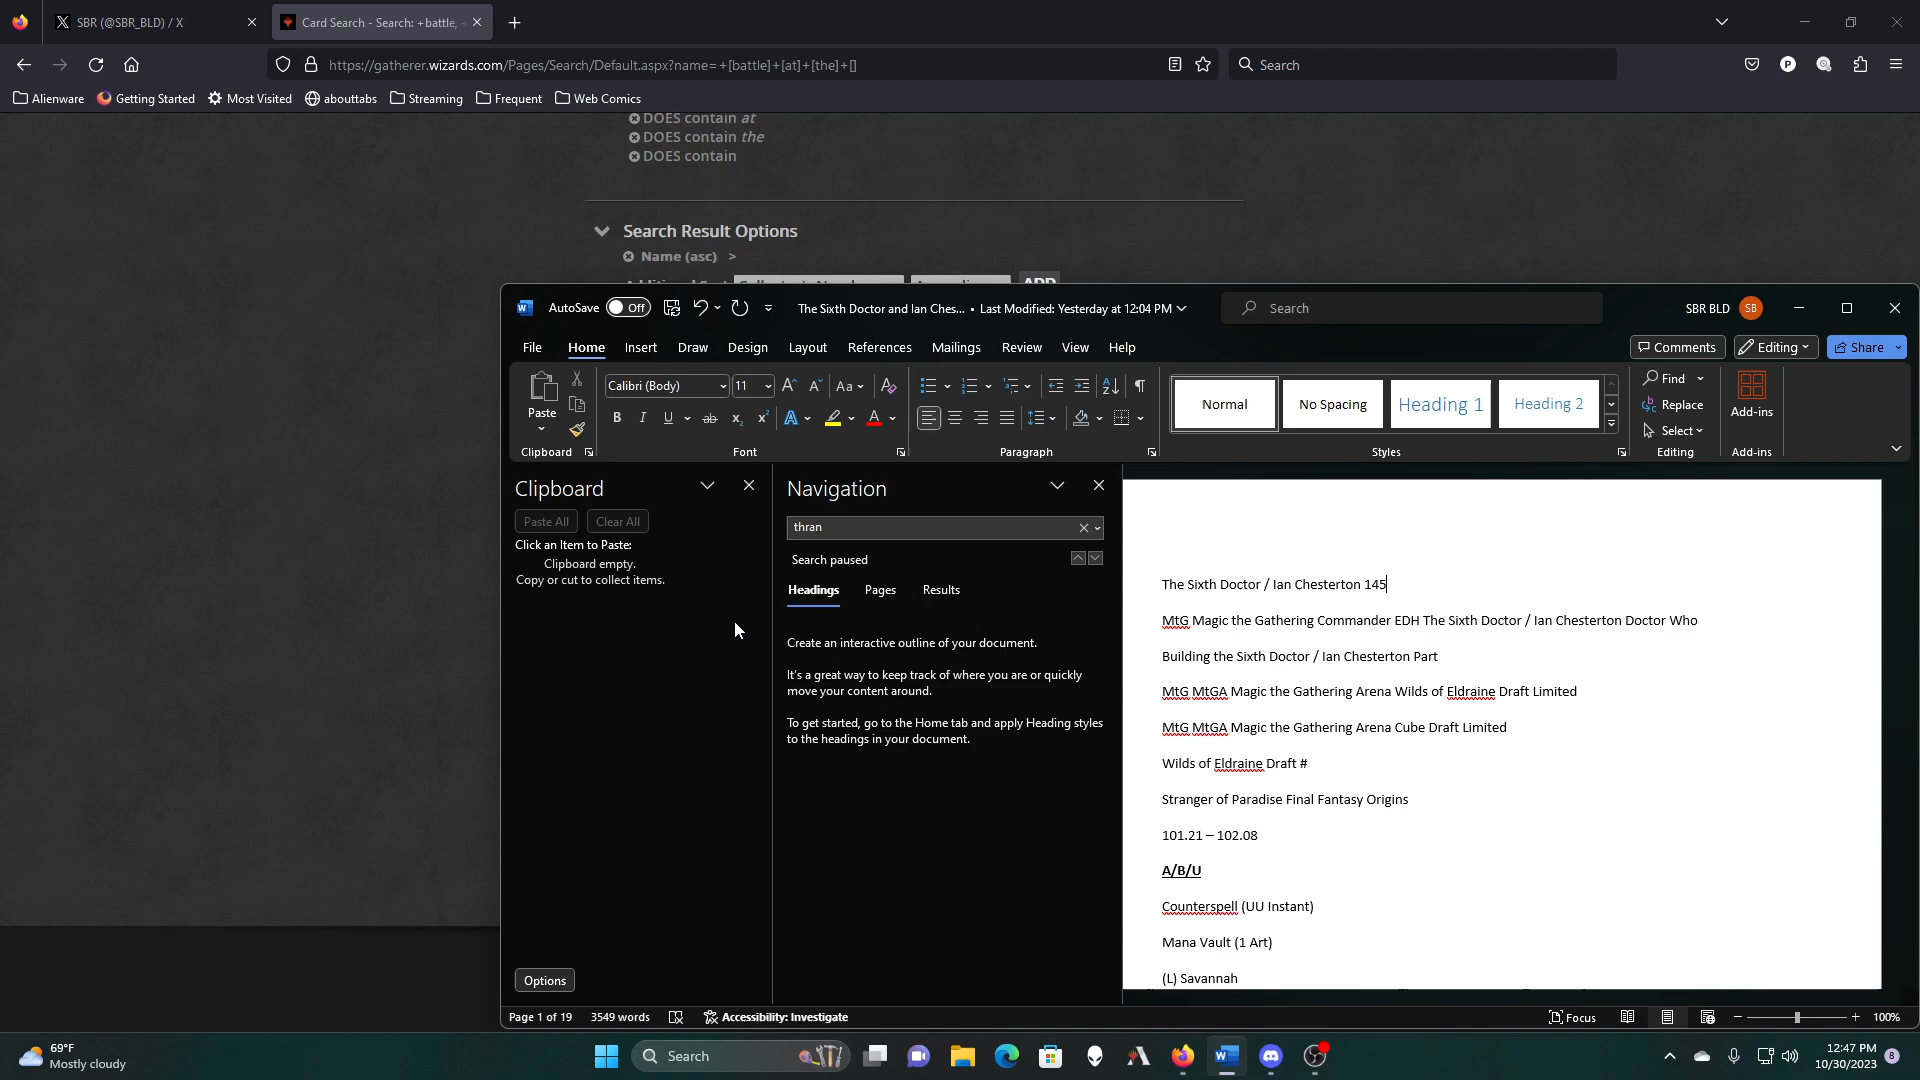 SBR (@SBR_BLD) / X
Card Search - Search: +battle,
https://gatherer.wizards.com/Pages/Search/Default.aspx?name=+[battle]+[at]+[the]+[]
Search
Alienware
Getting Started
Most Visited
abouttabs
Streaming
Frequent
Web Comics
DOES contain at
DOES contain the
DOES contain
Search Result Options
Name (asc) >
ADD
AutoSave Off
The Sixth Doctor and Ian Ches... • Last Modified: Yesterday at 12:04 PM
Search
SBR BLD SB
File Home Insert Draw Design Layout References Mailings Review View Help
Comments Editing Share
Paste
Calibri (Body) 11
Normal
No Spacing
Heading 1
Heading 2
Find
Replace
Select
Add-ins
Clipboard Font Paragraph Styles Editing Add-ins
Clipboard
Paste All Clear All
Click an Item to Paste:
Clipboard empty.
Copy or cut to collect items.
Options
Navigation
thran
Search paused
Headings Pages Results
Create an interactive outline of your document.
It's a great way to keep track of where you are or quickly
move your content around.
To get started, go to the Home tab and apply Heading styles
to the headings in your document.
The Sixth Doctor / Ian Chesterton 145
MtG Magic the Gathering Commander EDH The Sixth Doctor / Ian Chesterton Doctor Who
Building the Sixth Doctor / Ian Chesterton Part
MtG MtGA Magic the Gathering Arena Wilds of Eldraine Draft Limited
MtG MtGA Magic the Gathering Arena Cube Draft Limited
Wilds of Eldraine Draft #
Stranger of Paradise Final Fantasy Origins
101.21 – 102.08
A/B/U
Counterspell (UU Instant)
Mana Vault (1 Art)
(L) Savannah
Page 1 of 19 3549 words Accessibility: Investigate
Focus
100%
69°F
Mostly cloudy
Search
12:47 PM
10/30/2023
8